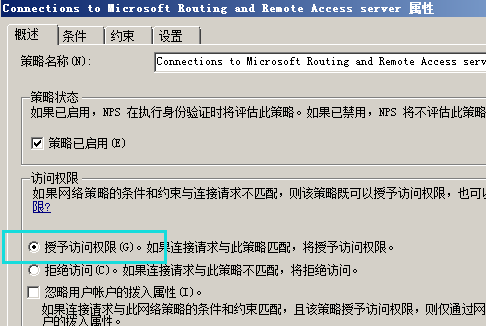 Connections to Microsoft Routing and Remote Access server 属性
概述 条件 约束 设置
策略名称(N): Connections to Microsoft Routing and Remote Access
策略状态
如果已启用，NPS 在执行身份验证时将评估此策略。如果已禁用，NPS 将不评估此策略
策略已启用(E)
访问权限
如果网络策略的条件和约束与连接请求不匹配，则该策略既可以授予访问权限，也可
限?
授予访问权限(G)。如果连接请求与此策略匹配，将授予访问权限。
拒绝访问(C)。如果连接请求与此策略不匹配，将拒绝访问。
忽略用户帐户的拨入属性(I)。
如果连接请求与此网络策略的条件和约束匹配，且该策略授予访问权限，则仅通过网
户的拨入属性。